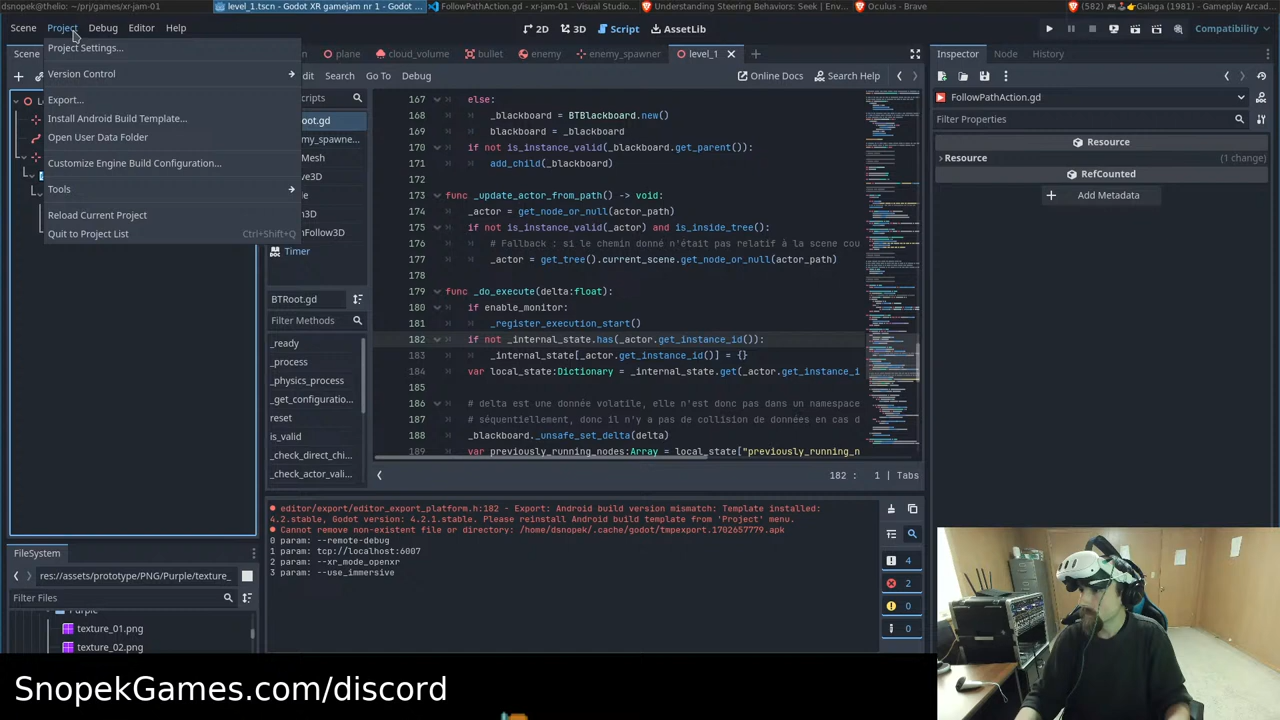 dsnopek@thelio: ~/prj/games/xr-jam-01
level_1.tscn - Godot XR gamejam nr 1 - Godot ...
FollowPathAction.gd - xr-jam-01 - Visual Studio...
Understanding Steering Behaviors: Seek | En...
Oculus - Brave
(582) Galaga (1981) - Gameplay Arcad...
Scene Project Debug Editor Help
2D 3D Script AssetLib
Compatibility
Project Settings...
Version Control
Export...
Install Android Build Template...
Open User Data Folder
Customize Engine Build Configuration...
Tools
Reload Current Project
Quit to Project List Ctrl+Shift+Q
Scene
plane cloud_volume bullet enemy enemy_spawner level_1
Search Go To Debug
Online Docs Search Help
Timer
BTRoot.gd
Filter Methods
_ready
_process
_physics_process
_get_configuratio...
_reset
is_valid
_check_direct_chi...
_check_actor_vali...
167 else:
168 _blackboard = BTBlackboard.new()
169 blackboard = _blackboard
170 if not is_instance_valid(_blackboard.get_parent()):
171 add_child(_blackboard)
172
173
174 func _update_actor_from_path() -> void:
175 _actor = get_node_or_null(actor_path)
176 if not is_instance_valid(_actor) and is_inside_tree():
177 # Fallback si le chemin donné n'était pas relatif à la scene cou
177 _actor = get_tree().current_scene.get_node_or_null(actor_path)
178
179 func _do_execute(delta:float):
180 if enable_monitor:
181 _register_execution_start()
182 if not _internal_state.has(_actor.get_instance_id()):
183 _internal_state[_actor.get_instance_id()] = {}
184 var local_state:Dictionary = _internal_state.get(_actor.get_instance_i
185
186 # delta est une donnée volatile, elle n'est donc pas dans un namespace
187 # séquentiellement, donc il n'y a pas de collision de données en cas d
188 _blackboard._unsafe_set_delta(delta)
189 var previously_running_nodes:Array = local_state["previously_running_n
182 : 1 | Tabs
editor/export/editor_export_platform.h:182 - Export: Android build version mismatch: Template installed:
4.2.stable, Godot version: 4.2.1.stable. Please reinstall Android build template from 'Project' menu.
Cannot remove non-existent file or directory: /home/dsnopek/.cache/godot/tmpexport.1702657779.apk
0 param: --remote-debug
1 param: tcp://localhost:6007
2 param: --xr_mode_openxr
3 param: --use_immersive
4
2
0
0
Inspector Node History
FollowPathAction.gd
Filter Properties
Resource
Resource (1 change)
RefCounted
Add Metadata
FileSystem
res://assets/prototype/PNG/Purple/texture_
Filter Files
Purple
texture_01.png
texture_02.png
SnopekGames.com/discord